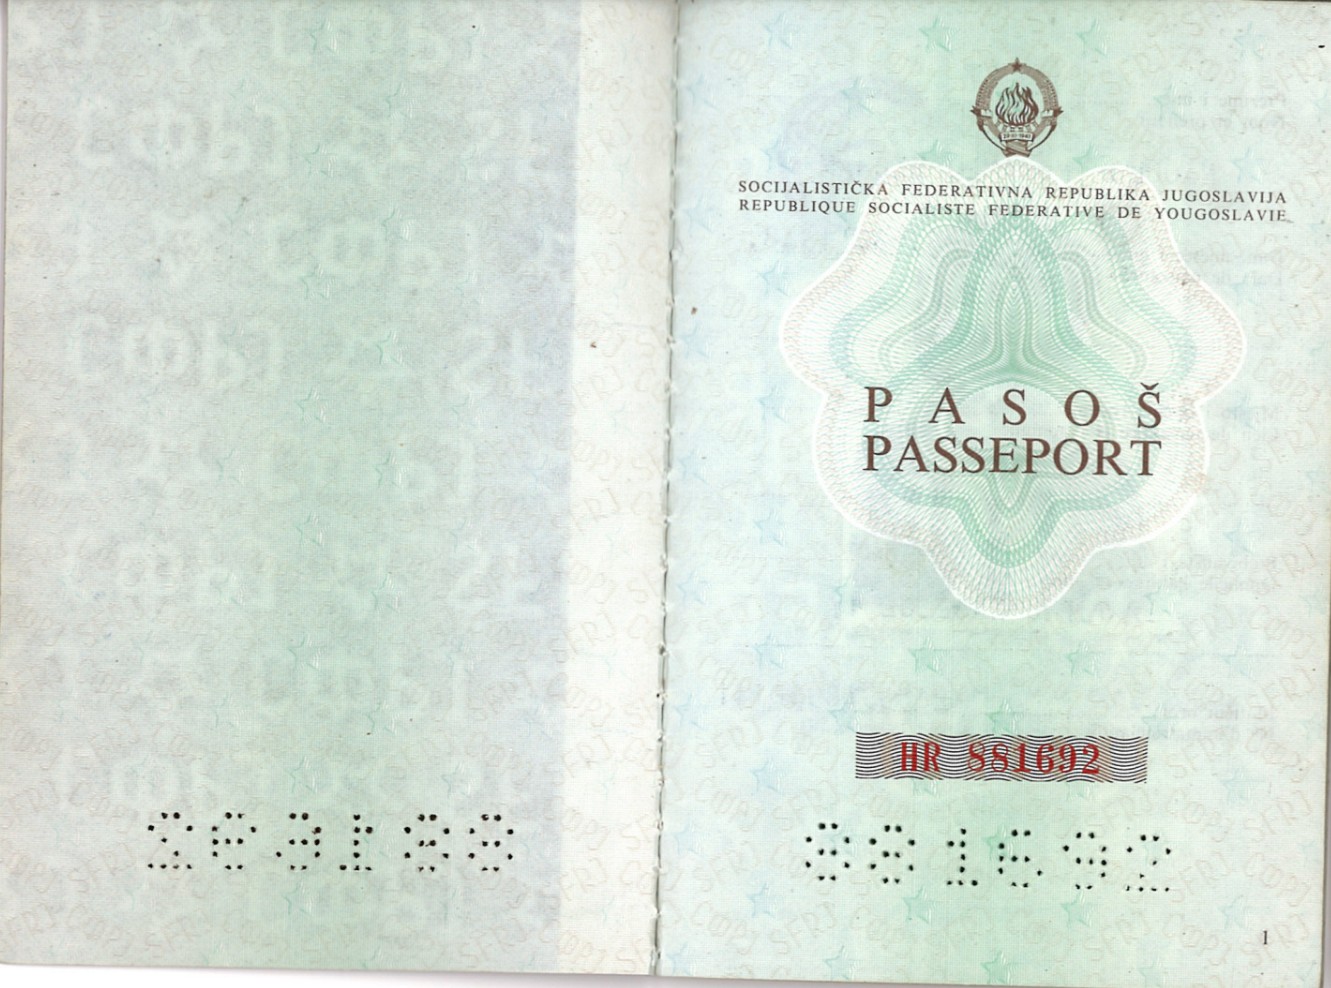 SOCIJALISTIČKA FEDERATIVNA REPUBLIKA JUGOSLAVIJA
REPUBLIQUE SOCIALISTE FEDERATIVE DE YOUGOSLAVIE
PASOŠ
PASSEPORT
HR 881692
881692
1